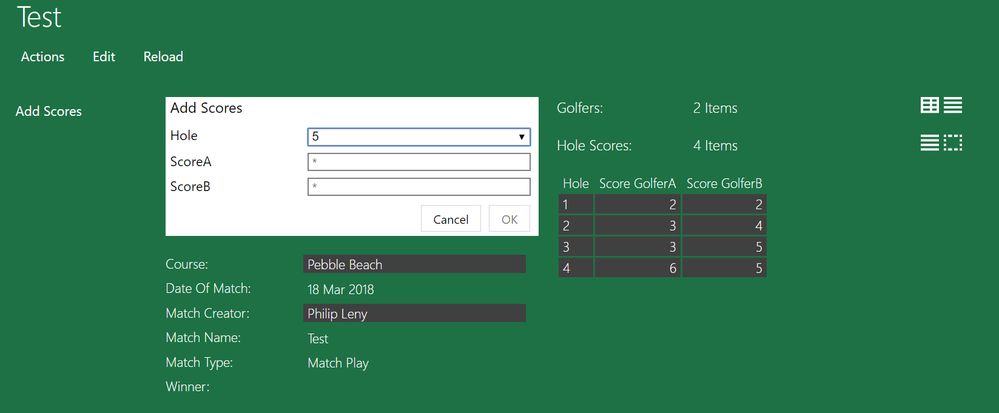 Test
Actions Edit Reload
Add Scores
Add Scores
Hole 5
ScoreA *
ScoreB *
Cancel OK
Course: Pebble Beach
Date Of Match: 18 Mar 2018
Match Creator: Philip Leny
Match Name: Test
Match Type: Match Play
Winner:
Golfers: 2 Items
Hole Scores: 4 Items
Hole Score GolferA Score GolferB
1 2 2
2 3 4
3 3 5
4 6 5